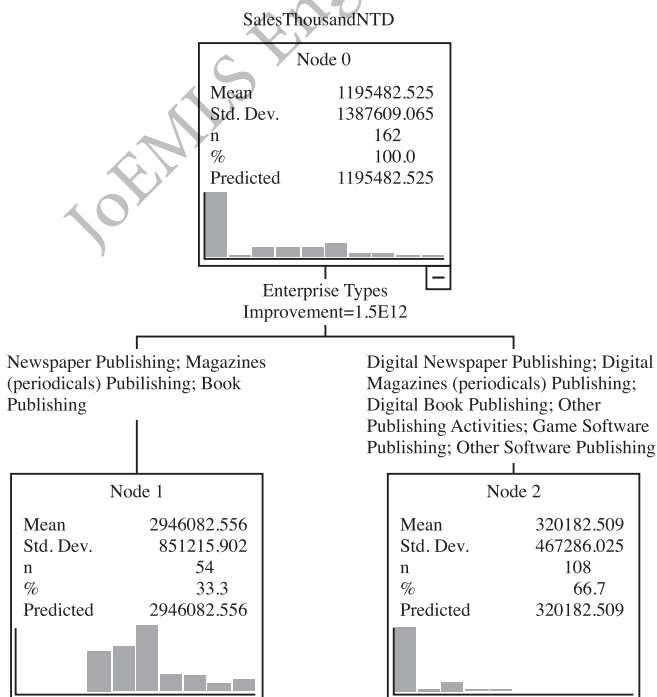 SalesThousandNTD
JoEMLS Eng
Node 0
Mean 1195482.525
Std. Dev. 1387609.065
n 162
% 100.0
Predicted 1195482.525
Enterprise Types
Improvement=1.5E12
Newspaper Publishing; Magazines
(periodicals) Pubilishing; Book
Publishing
Digital Newspaper Publishing; Digital
Magazines (periodicals) Publishing;
Digital Book Publishing; Other
Publishing Activities; Game Software
Publishing; Other Software Publishing
Node 1
Mean 2946082.556
Std. Dev. 851215.902
n 54
% 33.3
Predicted 2946082.556
Node 2
Mean 320182.509
Std. Dev. 467286.025
n 108
% 66.7
Predicted 320182.509